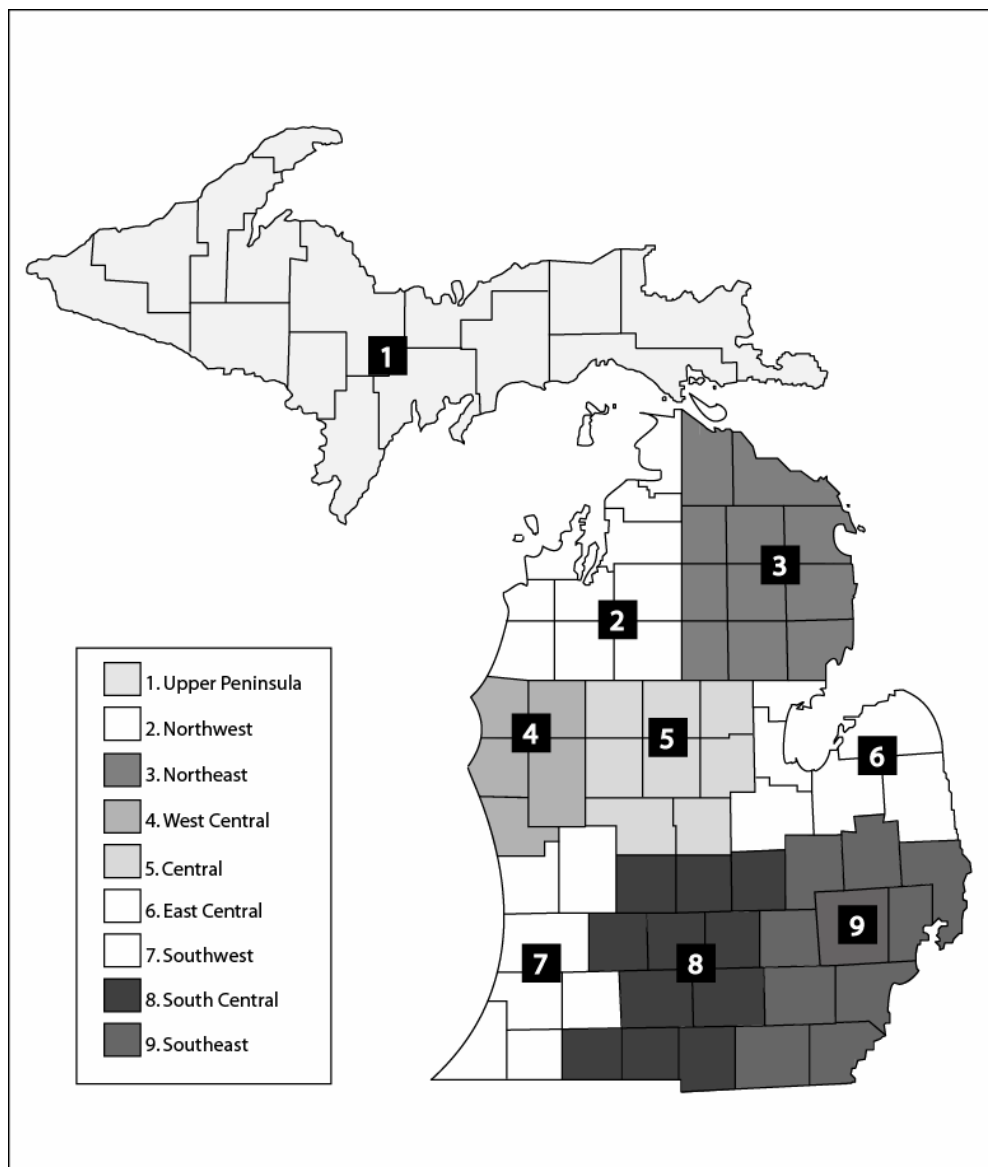 1
3
2
4
5
6
9
7
8
1. Upper Peninsula
2. Northwest
3. Northeast
4. West Central
5. Central
6. East Central
7. Southwest
8. South Central
9. Southeast